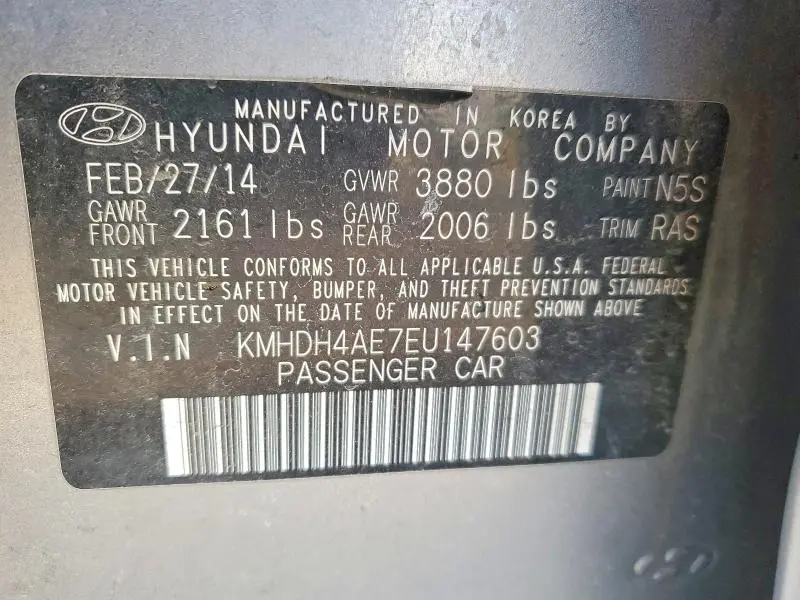 MANUFACTURED IN KOREA BY
HYUNDAI MOTOR COMPANY
FEB/27/14 GVWR 3880 lbs PAINT N5S
GAWR FRONT 2161 lbs GAWR REAR 2006 lbs TRIM RAS
THIS VEHICLE CONFORMS TO ALL APPLICABLE U.S.A. FEDERAL
MOTOR VEHICLE SAFETY, BUMPER, AND THEFT PREVENTION STANDARDS
IN EFFECT ON THE DATE OF MANUFACTURE SHOWN ABOVE
V.I.N KMHDH4AE7EU147603
PASSENGER CAR